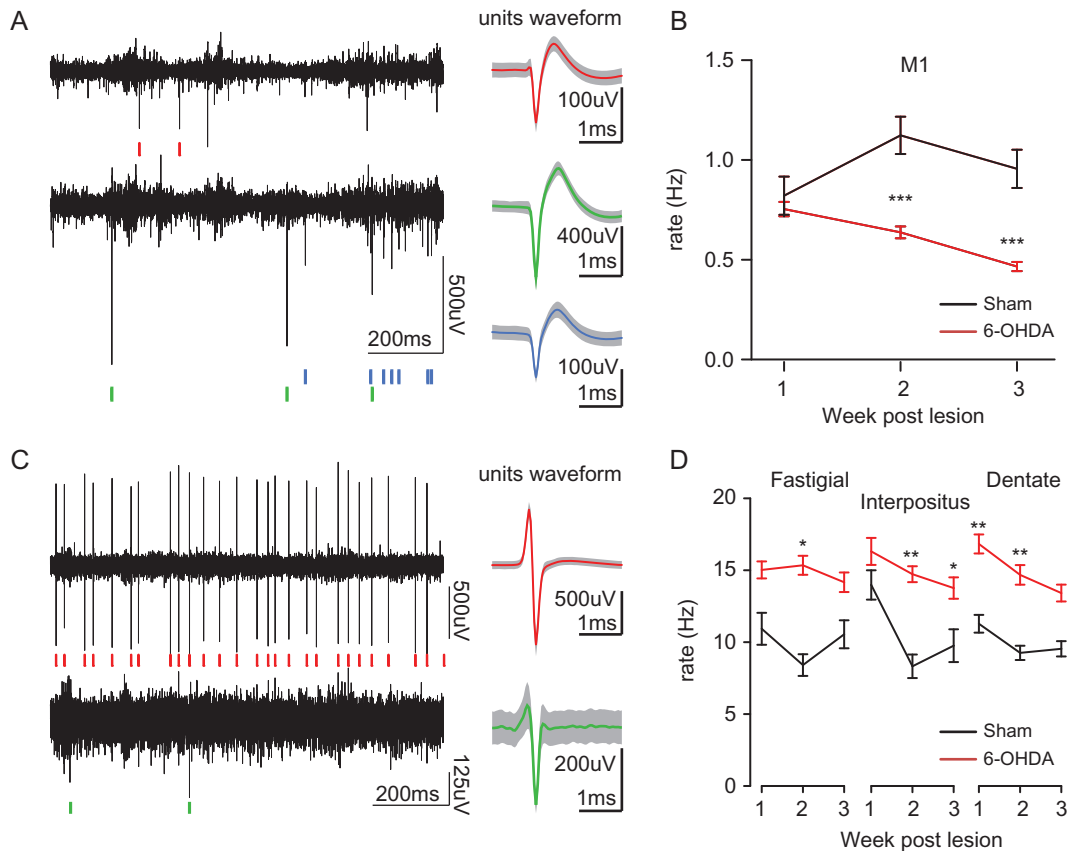 A
units waveform
100uV
1ms
400uV
1ms
500uV
200ms
100uV
1ms
B
M1
rate (Hz)
1.5
1.0
0.5
0.0
***
***
Sham
6-OHDA
1 2 3
Week post lesion
C
units waveform
500uV
500uV
1ms
200uV
1ms
125uV
200ms
D
Fastigial
Interpositus
Dentate
rate (Hz)
20
15
10
5
0
*
**
*
**
**
Sham
6-OHDA
1 2 3 1 2 3 1 2 3
Week post lesion